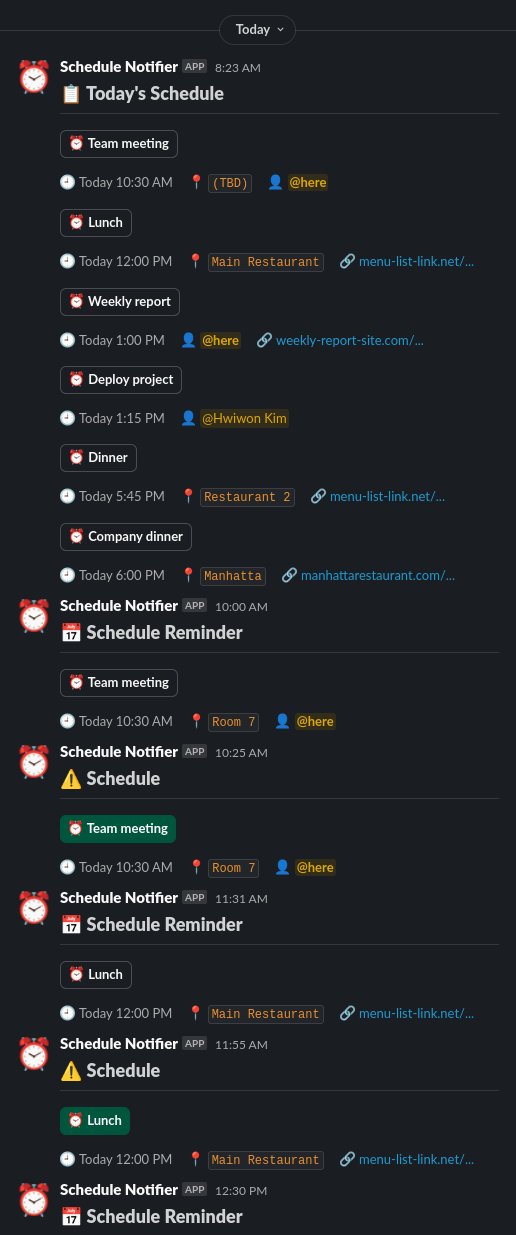 Today
Schedule Notifier APP 8:23 AM
📋 Today's Schedule
⏰ Team meeting
🕘 Today 10:30 AM 📍 (TBD) 👤 @here
⏰ Lunch
🕘 Today 12:00 PM 📍 Main Restaurant 🔗 menu-list-link.net/...
⏰ Weekly report
🕘 Today 1:00 PM 👤 @here 🔗 weekly-report-site.com/...
⏰ Deploy project
🕘 Today 1:15 PM 👤 @Hwiwon Kim
⏰ Dinner
🕘 Today 5:45 PM 📍 Restaurant 2 🔗 menu-list-link.net/...
⏰ Company dinner
🕘 Today 6:00 PM 📍 Manhatta 🔗 manhattarestaurant.com/...
Schedule Notifier APP 10:00 AM
📅 Schedule Reminder
⏰ Team meeting
🕘 Today 10:30 AM 📍 Room 7 👤 @here
Schedule Notifier APP 10:25 AM
⚠️ Schedule
⏰ Team meeting
🕘 Today 10:30 AM 📍 Room 7 👤 @here
Schedule Notifier APP 11:31 AM
📅 Schedule Reminder
⏰ Lunch
🕘 Today 12:00 PM 📍 Main Restaurant 🔗 menu-list-link.net/...
Schedule Notifier APP 11:55 AM
⚠️ Schedule
⏰ Lunch
🕘 Today 12:00 PM 📍 Main Restaurant 🔗 menu-list-link.net/...
Schedule Notifier APP 12:30 PM
📅 Schedule Reminder